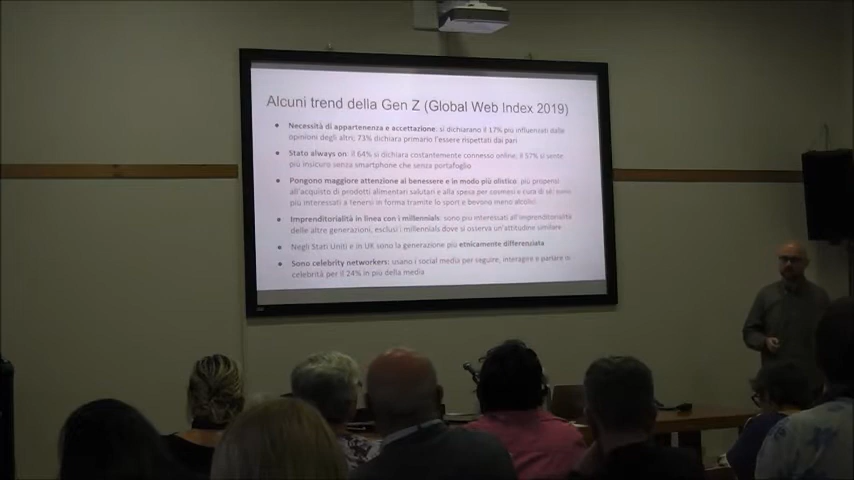 Alcuni trend della Gen Z (Global Web Index 2019)
• Necessità di appartenenza e accettazione: si dichiarano il 17% più influenzati dalle
opinioni degli altri; 73% dichiara primario l'essere rispettati dai pari
• Stato always on: il 64% si dichiara costantemente connesso online; il 57% si sente
più insicuro senza smartphone che senza portafoglio
• Pongono maggiore attenzione al benessere e in modo più olistico: più propensi
all'acquisto di prodotti alimentari salutari e alla spesa per cosmesi e cura di sé; sono
più interessati a tenersi in forma tramite lo sport e bevono meno alcolici
• Imprenditorialità in linea con i millennials: sono più interessati all'imprenditorialità
delle altre generazioni, esclusi i millennials dove si osserva un'attitudine similare
• Negli Stati Uniti e in UK sono la generazione più etnicamente differenziata
• Sono celebrity networkers: usano i social media per seguire, interagire e parlare di
celebrità per il 24% in più della media